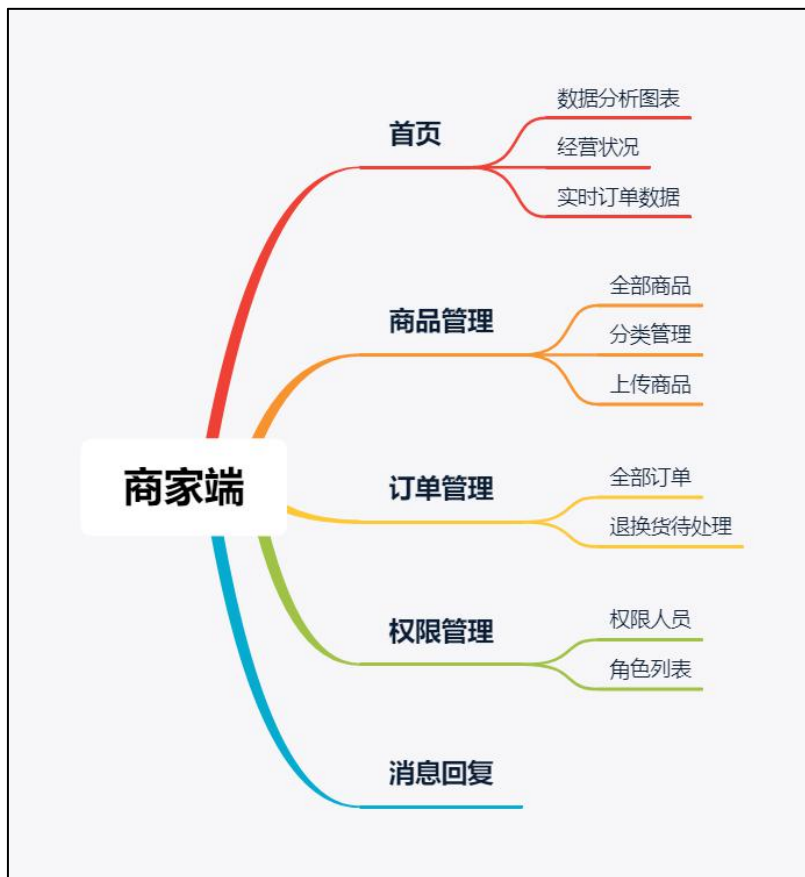 商家端
首页
数据分析图表
经营状况
实时订单数据
商品管理
全部商品
分类管理
上传商品
订单管理
全部订单
退换货待处理
权限管理
权限人员
角色列表
消息回复